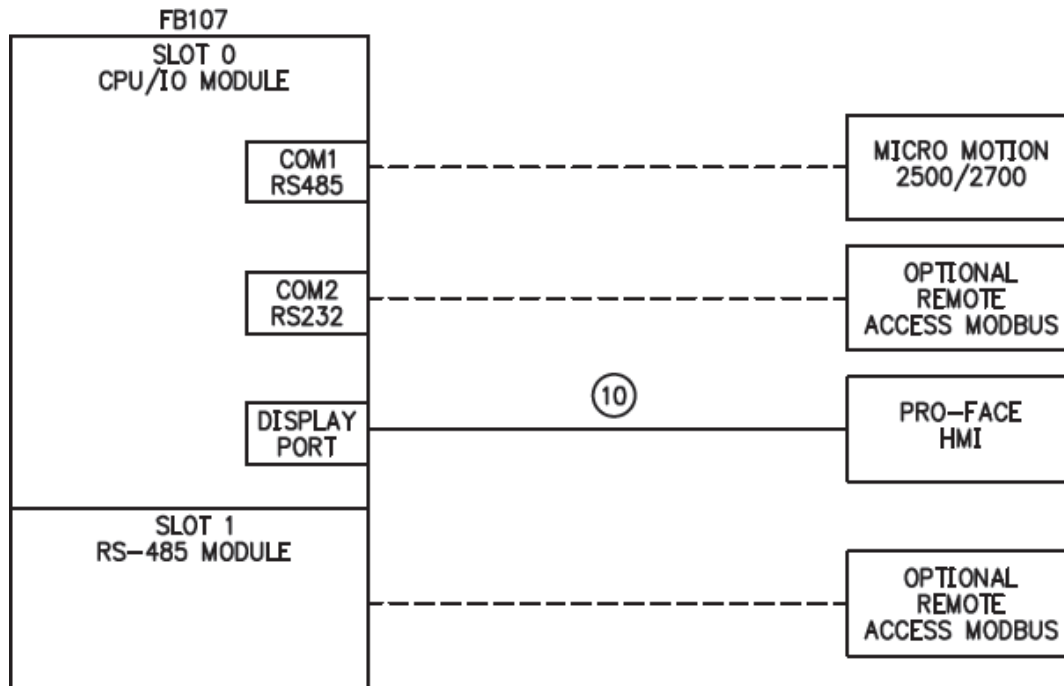 FB107
SLOT 0
CPU/IO MODULE
COM1
RS485
MICRO MOTION
2500/2700
COM2
RS232
OPTIONAL
REMOTE
ACCESS MODBUS
DISPLAY
PORT
10
PRO-FACE
HMI
SLOT 1
RS-485 MODULE
OPTIONAL
REMOTE
ACCESS MODBUS